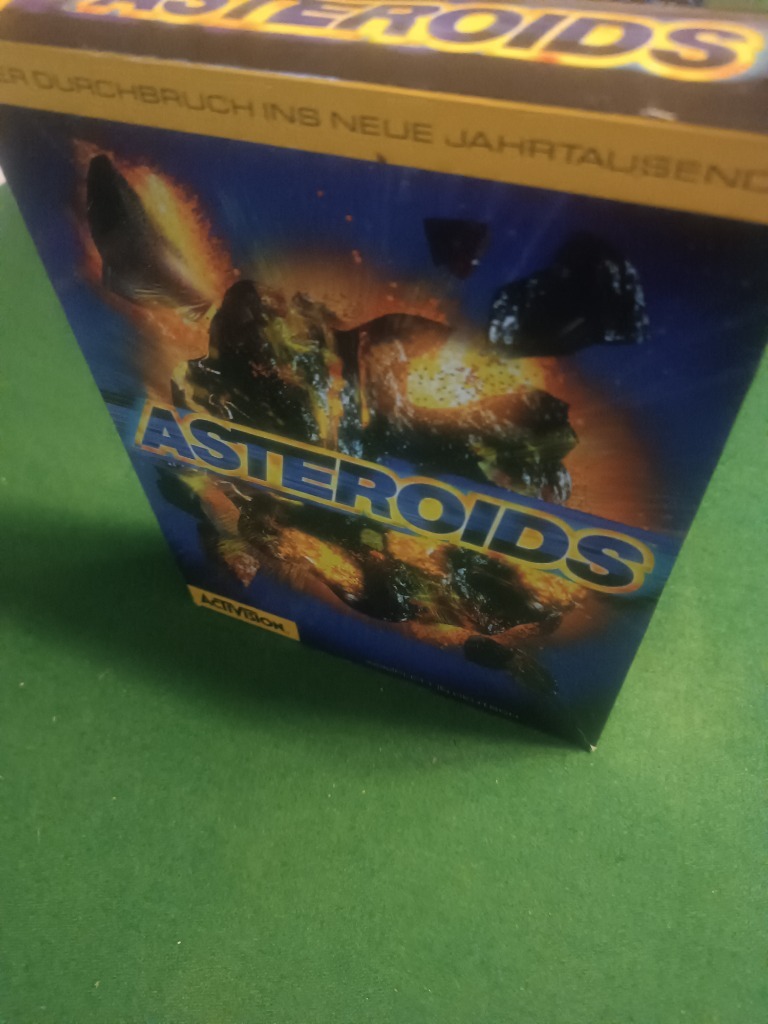 ASTEROIDS
ER DURCHBRUCH INS NEUE JAHRTAUSEND
ASTEROIDS
ACTIVISION